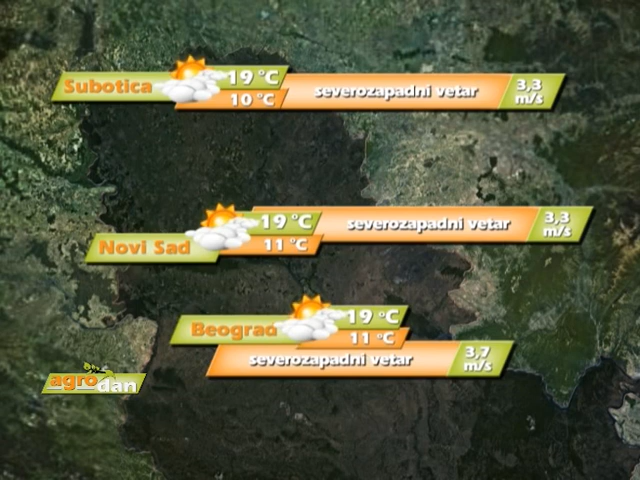 Subotica
19 °C
10 °C
severozapadni vetar
3,3
m/s
Novi Sad
19 °C
11 °C
severozapadni vetar
3,3
m/s
Beograd
19 °C
11 °C
severozapadni vetar
3,7
m/s
agro
dan